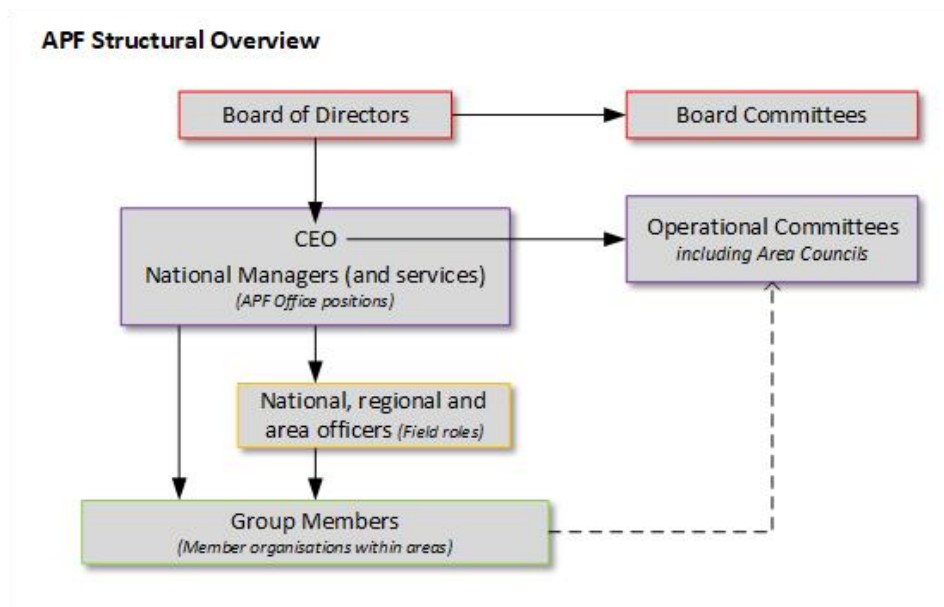 APF Structural Overview
Board of Directors
Board Committees
CEO
National Managers (and services)
(APF Office positions)
Operational Committees
including Area Councils
National, regional and
area officers (Field roles)
Group Members
(Member organisations within areas)